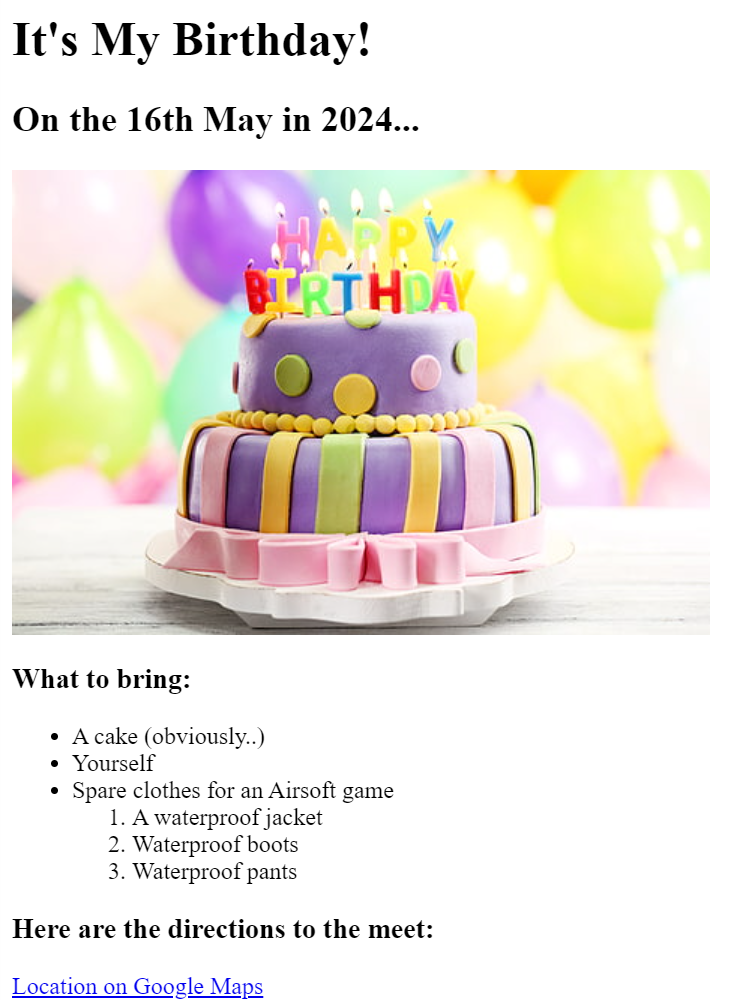 It's My Birthday!
On the 16th May in 2024...
HAPPY
BIRTHDAY
What to bring:
A cake (obviously..)
Yourself
Spare clothes for an Airsoft game
1. A waterproof jacket
2. Waterproof boots
3. Waterproof pants
Here are the directions to the meet:
Location on Google Maps